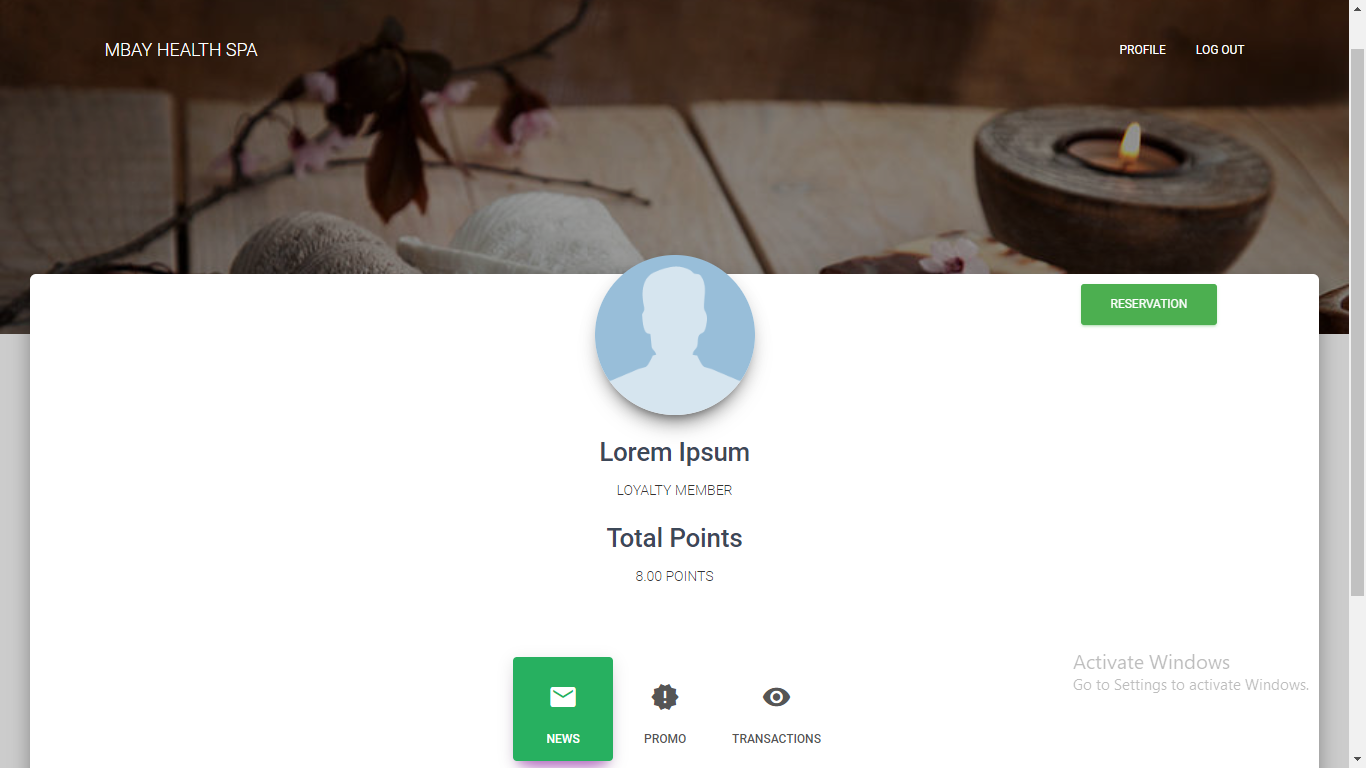 MBAY HEALTH SPA
PROFILE
LOG OUT
RESERVATION
Lorem Ipsum
LOYALTY MEMBER
Total Points
8.00 POINTS
Activate Windows
Go to Settings to activate Windows.
NEWS
PROMO
TRANSACTIONS